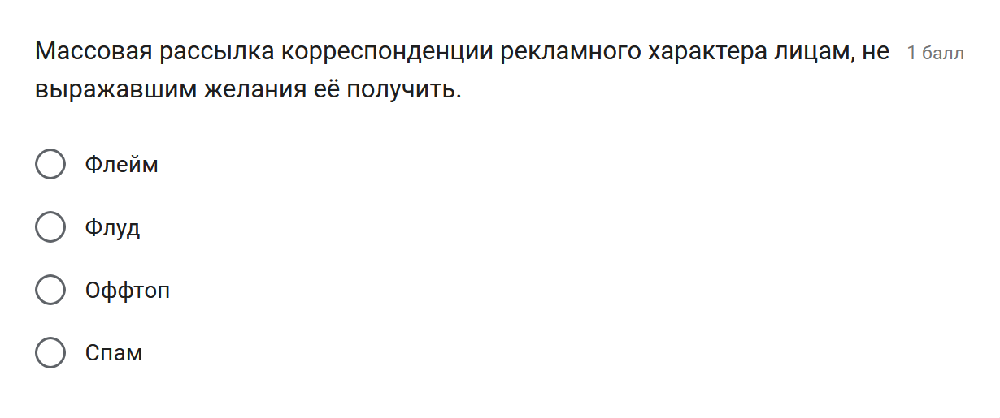 Массовая рассылка корреспонденции рекламного характера лицам, не 1 балл
выражавшим желания её получить.
Флейм
Флуд
Оффтоп
Спам